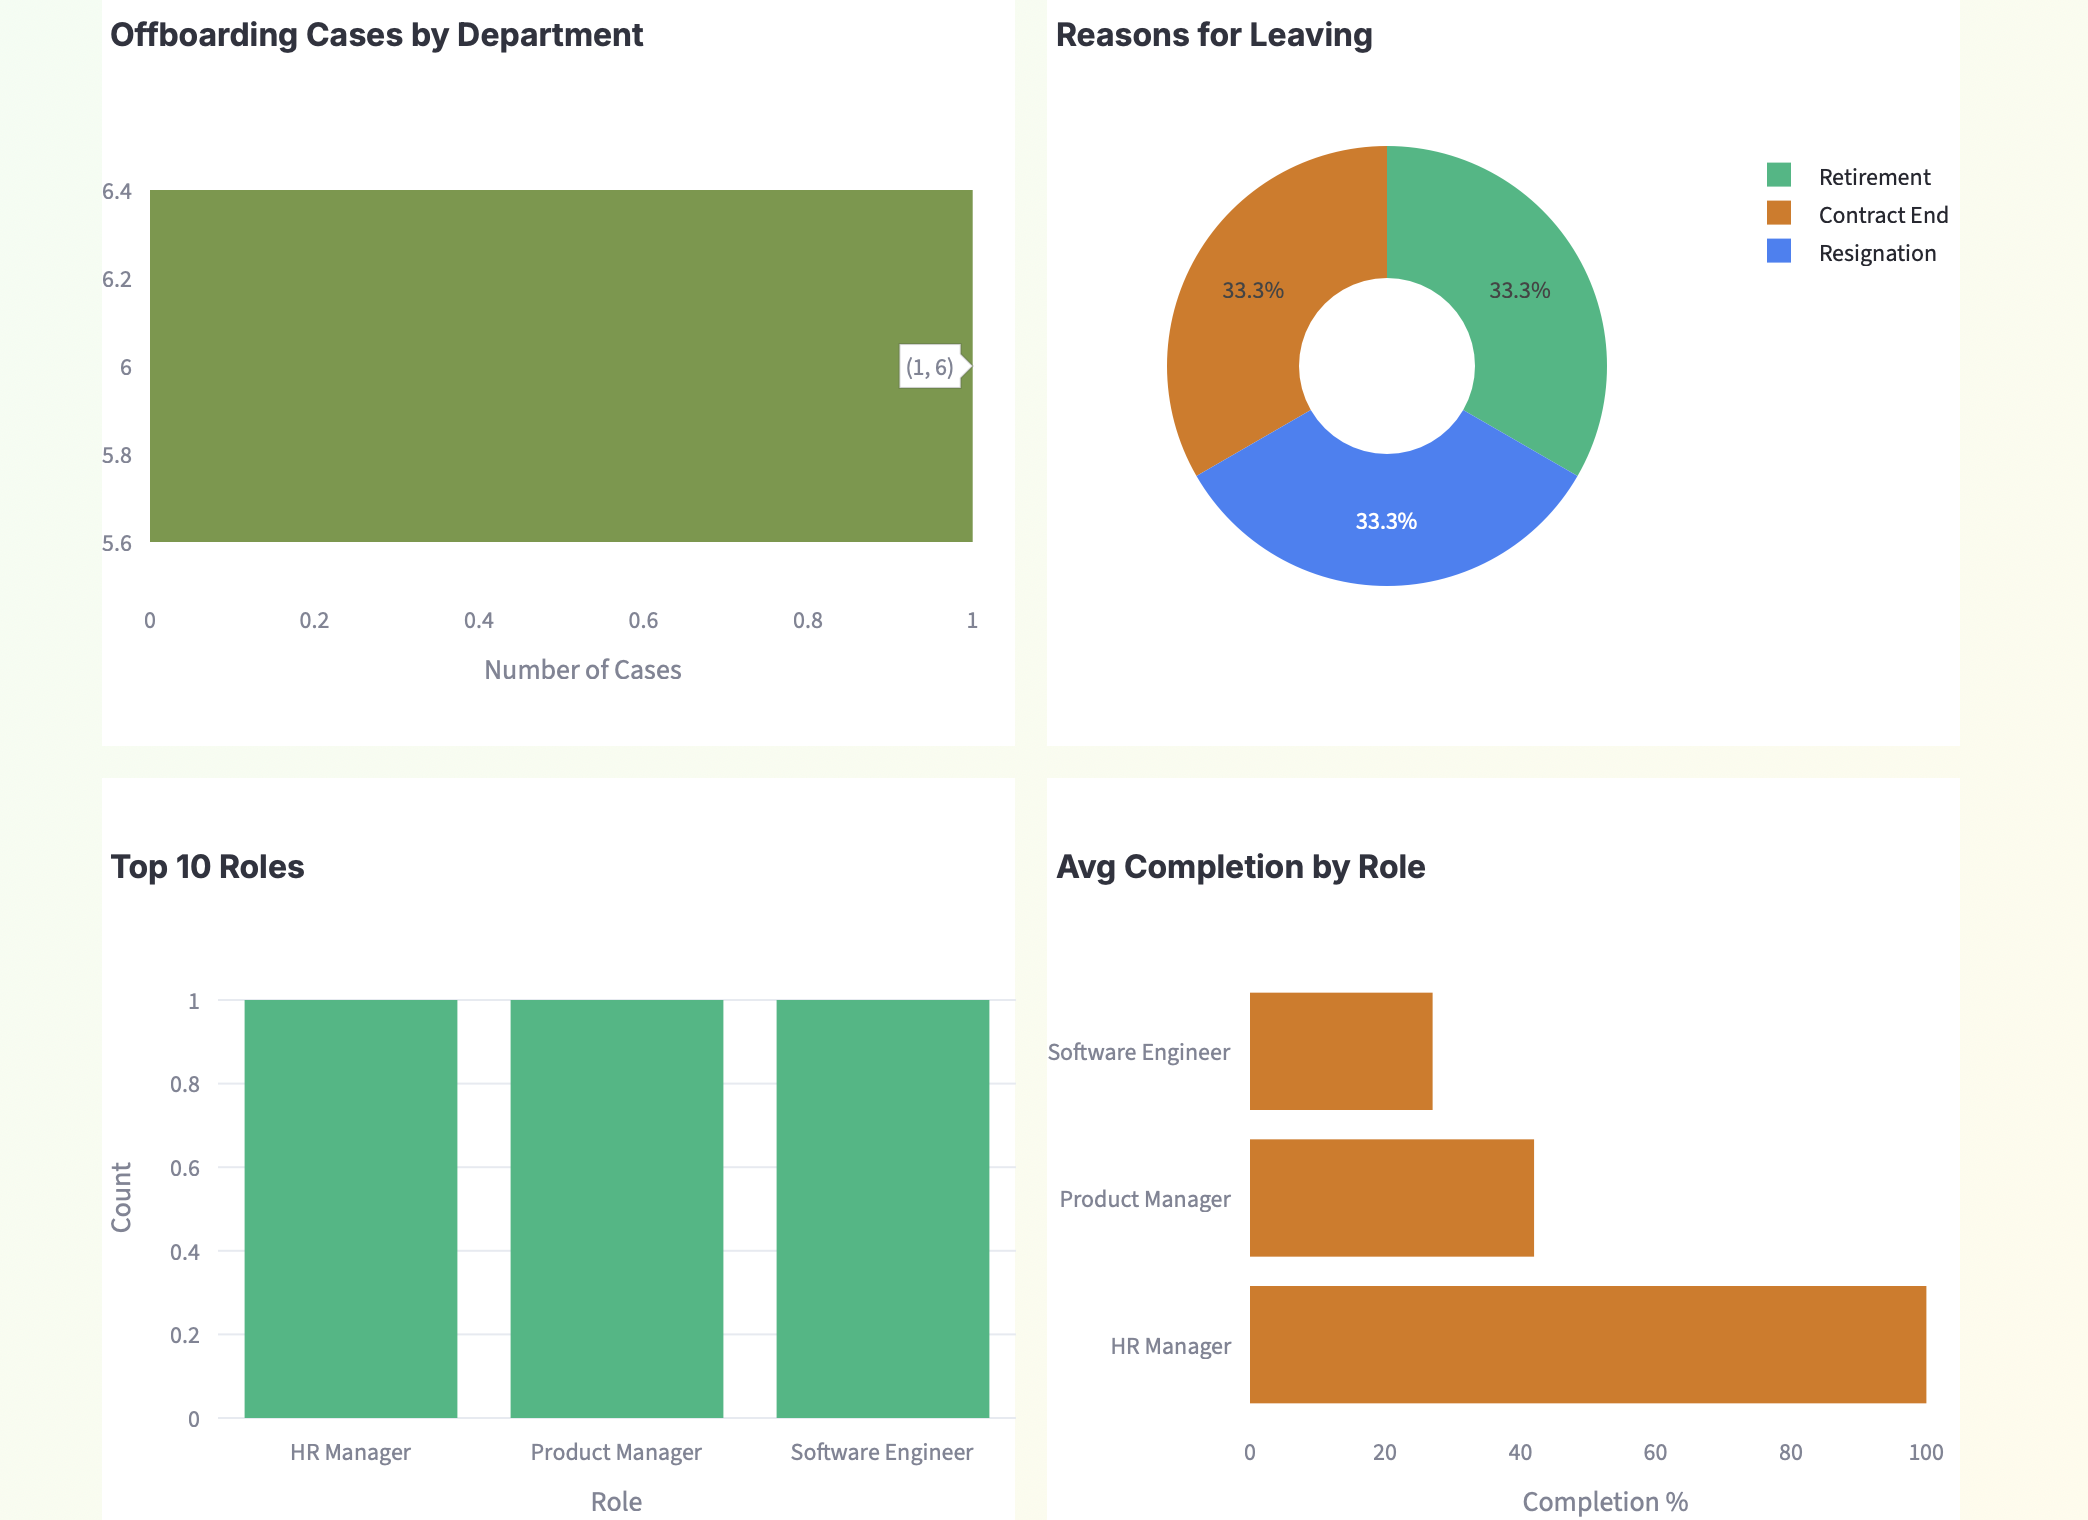 Offboarding Cases by Department
6.4
6.2
6
5.8
5.6
(1, 6)
0 0.2 0.4 0.6 0.8 1
Number of Cases
Reasons for Leaving
33.3%
33.3%
33.3%
Retirement
Contract End
Resignation
Top 10 Roles
Count
1
0.8
0.6
0.4
0.2
0
HR Manager Product Manager Software Engineer
Role
Avg Completion by Role
Software Engineer
Product Manager
HR Manager
0 20 40 60 80 100
Completion %